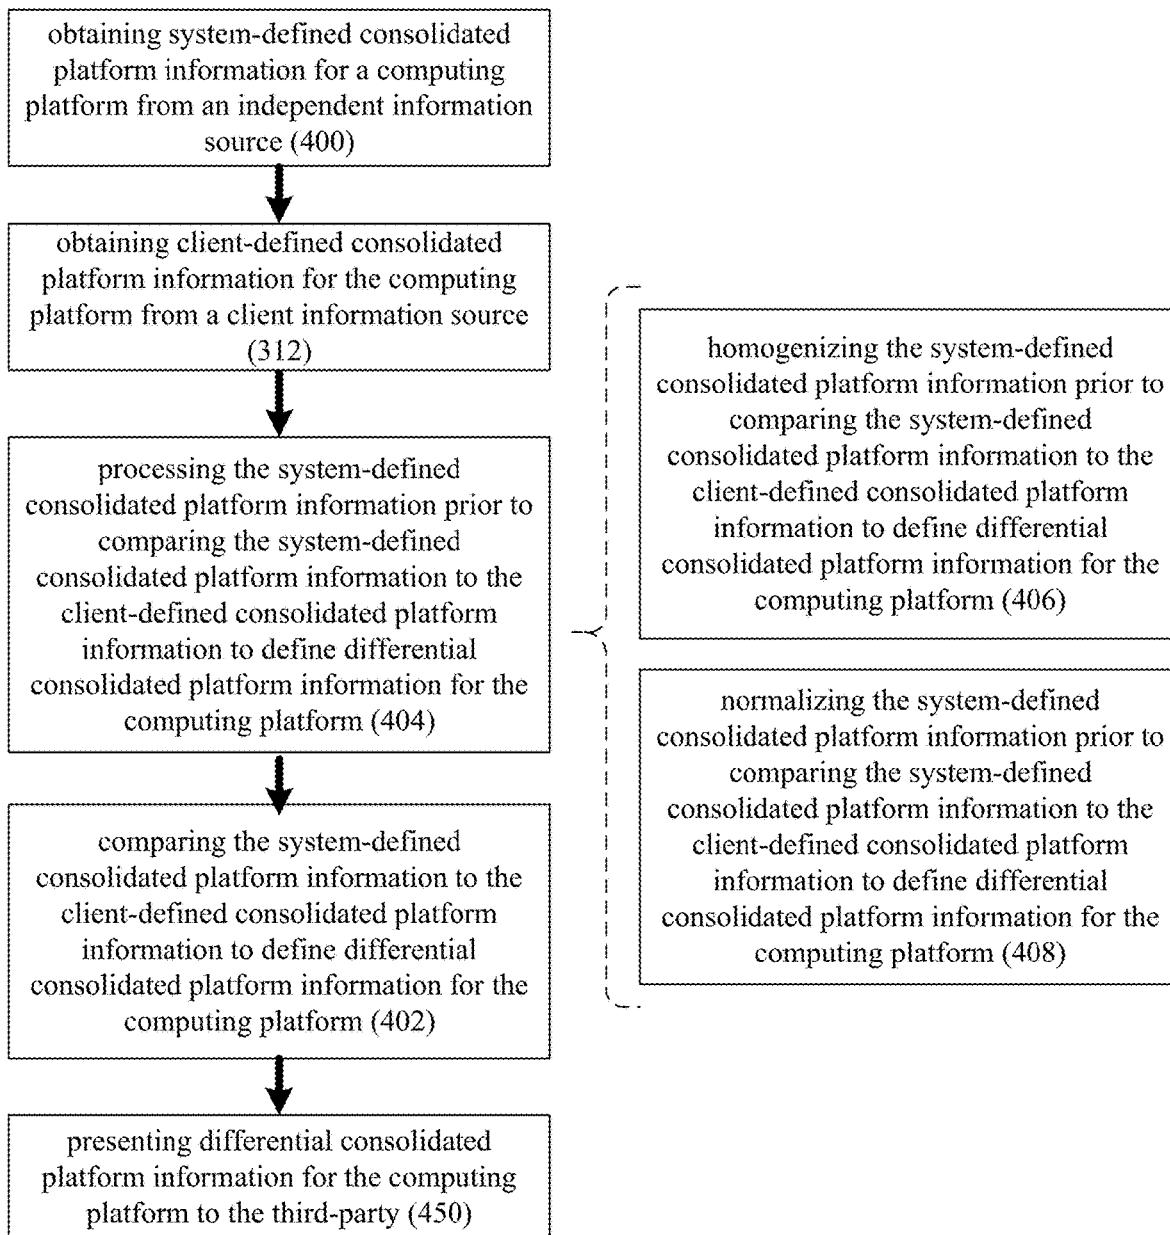 obtaining system-defined consolidated
platform information for a computing
platform from an independent information
source (400)
obtaining client-defined consolidated
platform information for the computing
platform from a client information source
(312)
processing the system-defined
consolidated platform information prior to
comparing the system-defined
consolidated platform information to the
client-defined consolidated platform
information to define differential
consolidated platform information for the
computing platform (404)
comparing the system-defined
consolidated platform information to the
client-defined consolidated platform
information to define differential
consolidated platform information for the
computing platform (402)
presenting differential consolidated
platform information for the computing
platform to the third-party (450)
homogenizing the system-defined
consolidated platform information prior to
comparing the system-defined
consolidated platform information to the
client-defined consolidated platform
information to define differential
consolidated platform information for the
computing platform (406)
normalizing the system-defined
consolidated platform information prior to
comparing the system-defined
consolidated platform information to the
client-defined consolidated platform
information to define differential
consolidated platform information for the
computing platform (408)